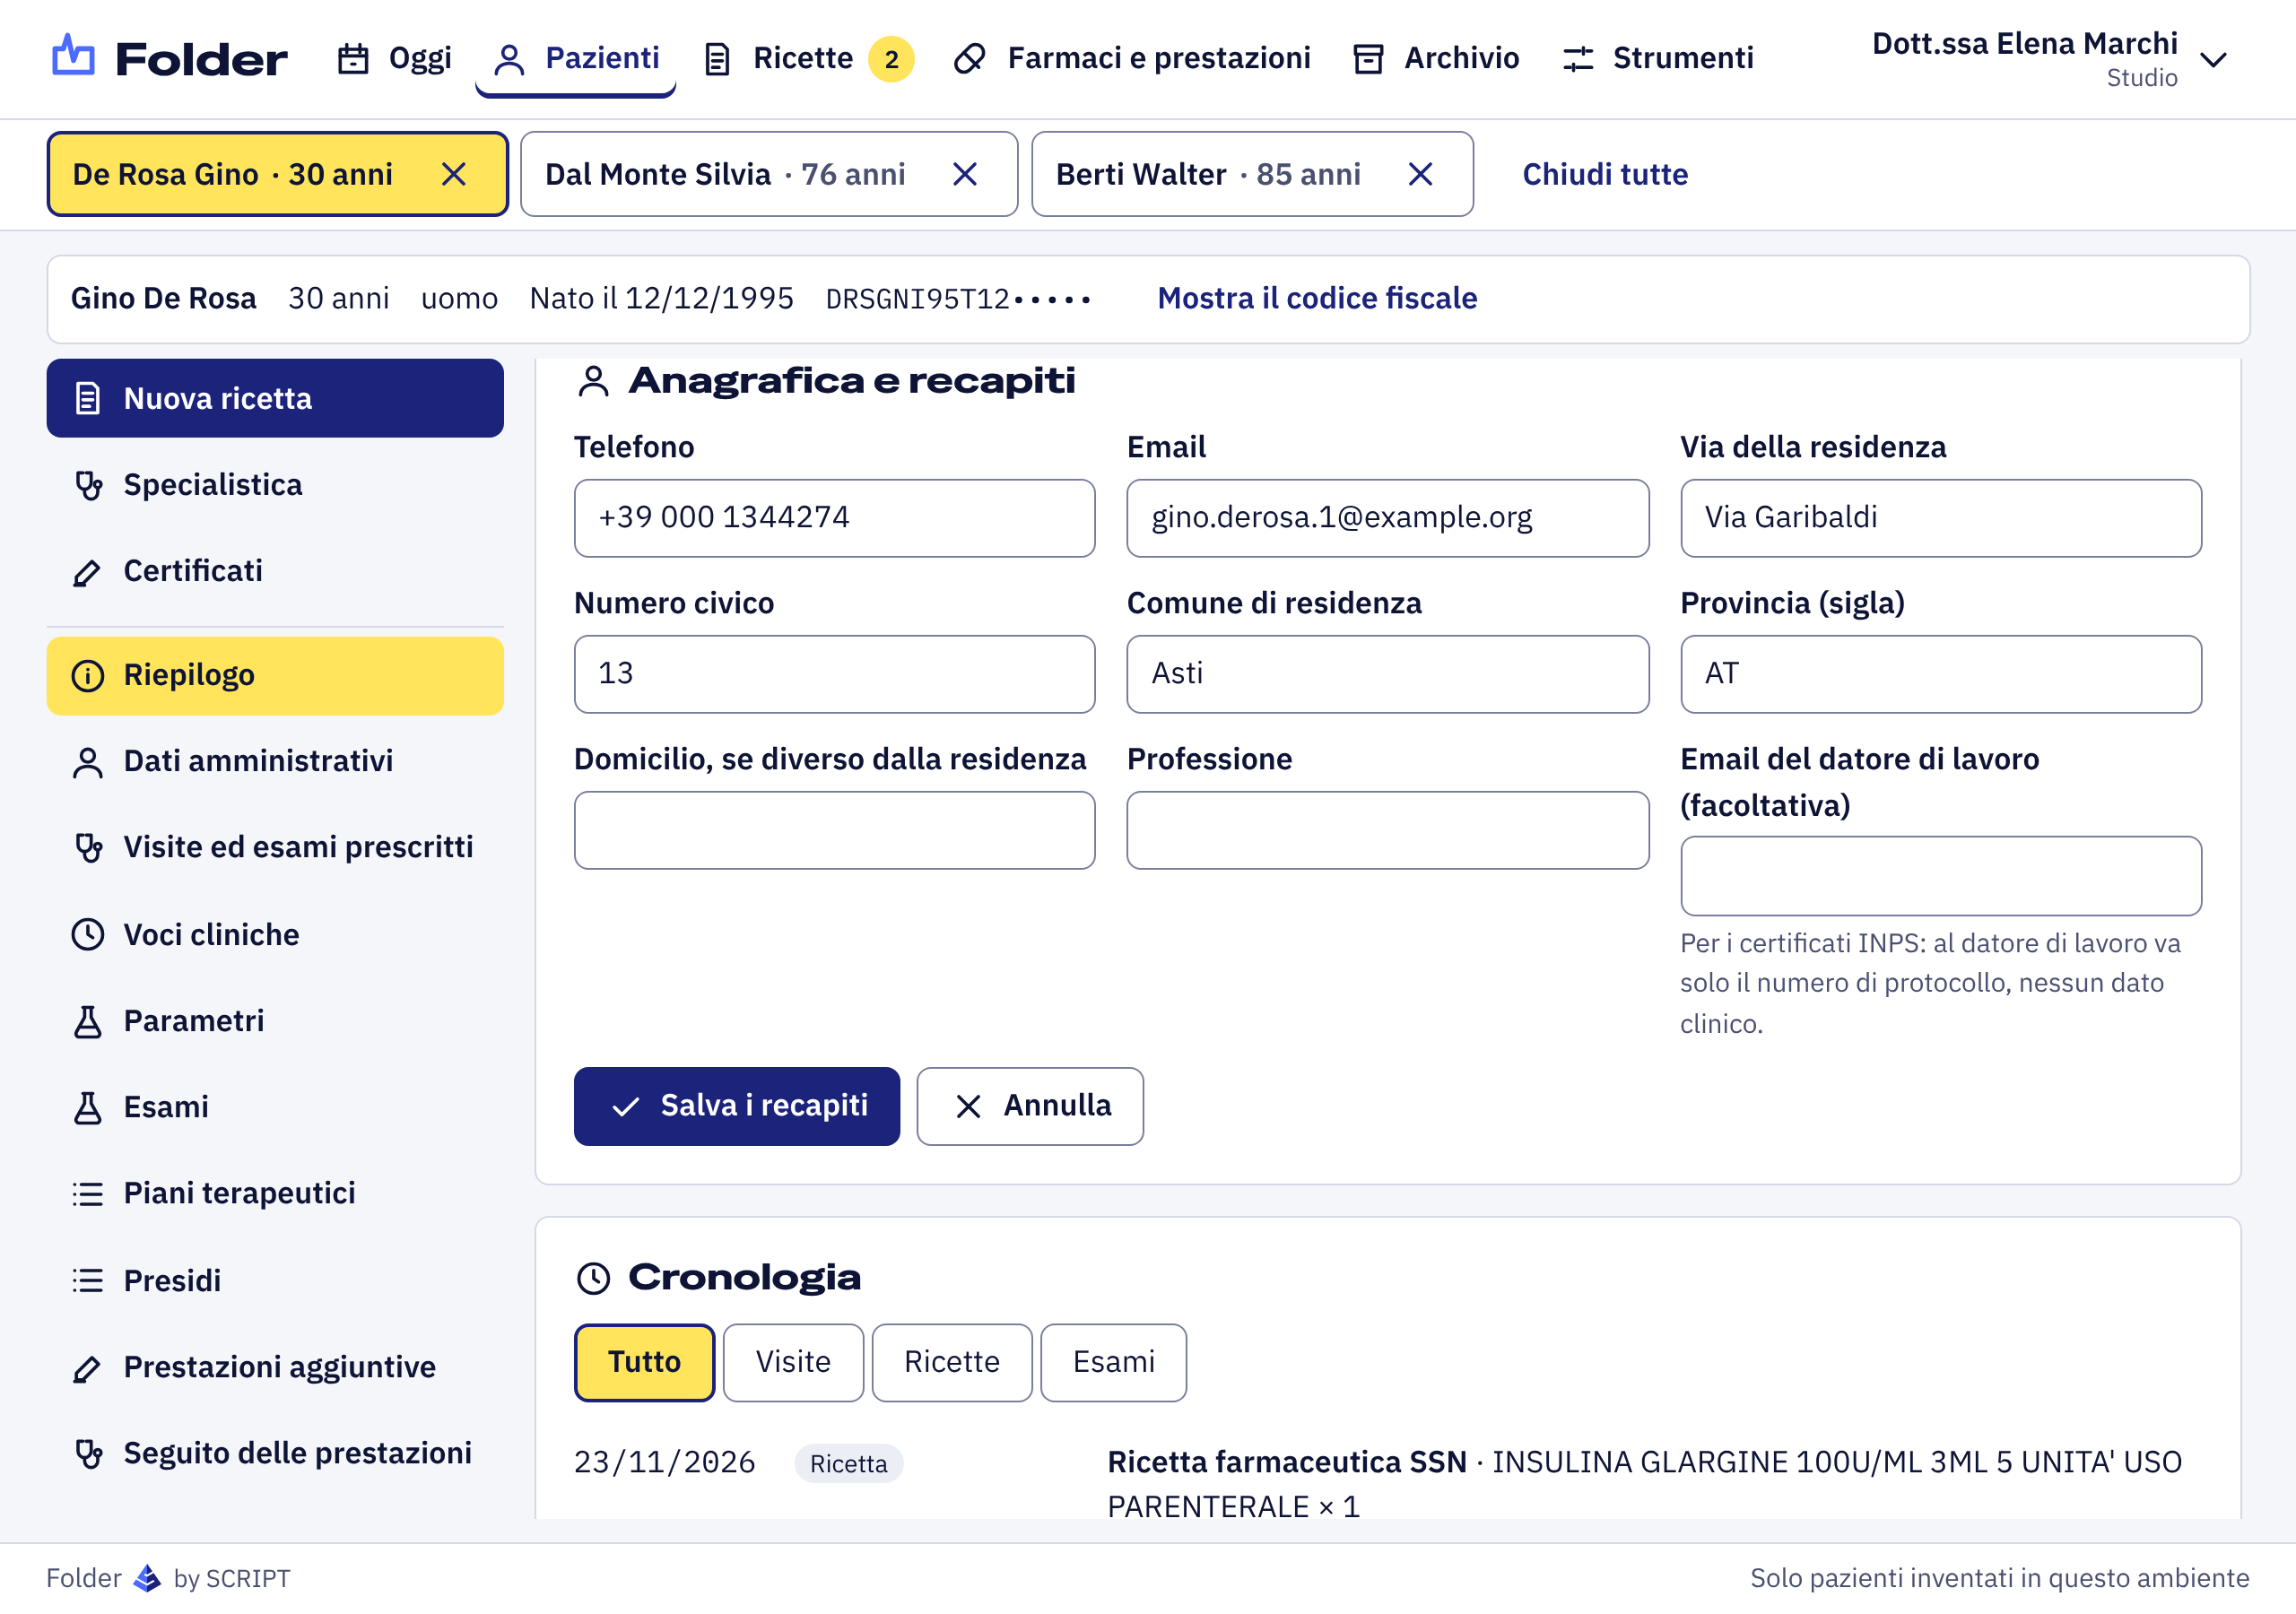 Folder
Oggi
Pazienti
Ricette 2
Farmaci e prestazioni
Archivio
Strumenti
Dott.ssa Elena Marchi
Studio
De Rosa Gino · 30 anni
Dal Monte Silvia · 76 anni
Berti Walter · 85 anni
Chiudi tutte
Gino De Rosa 30 anni uomo Nato il 12/12/1995 DRSGNI95T12••••• Mostra il codice fiscale
Nuova ricetta
Specialistica
Certificati
Riepilogo
Dati amministrativi
Visite ed esami prescritti
Voci cliniche
Parametri
Esami
Piani terapeutici
Presidi
Prestazioni aggiuntive
Seguito delle prestazioni
Anagrafica e recapiti
Telefono
+39 000 1344274
Email
gino.derosa.1@example.org
Via della residenza
Via Garibaldi
Numero civico
13
Comune di residenza
Asti
Provincia (sigla)
AT
Domicilio, se diverso dalla residenza
Professione
Email del datore di lavoro
(facoltativa)
Per i certificati INPS: al datore di lavoro va
solo il numero di protocollo, nessun dato
clinico.
Salva i recapiti
Annulla
Cronologia
Tutto
Visite
Ricette
Esami
23/11/2026
Ricetta
Ricetta farmaceutica SSN · INSULINA GLARGINE 100U/ML 3ML 5 UNITA' USO
PARENTERALE × 1
Folder by SCRIPT
Solo pazienti inventati in questo ambiente